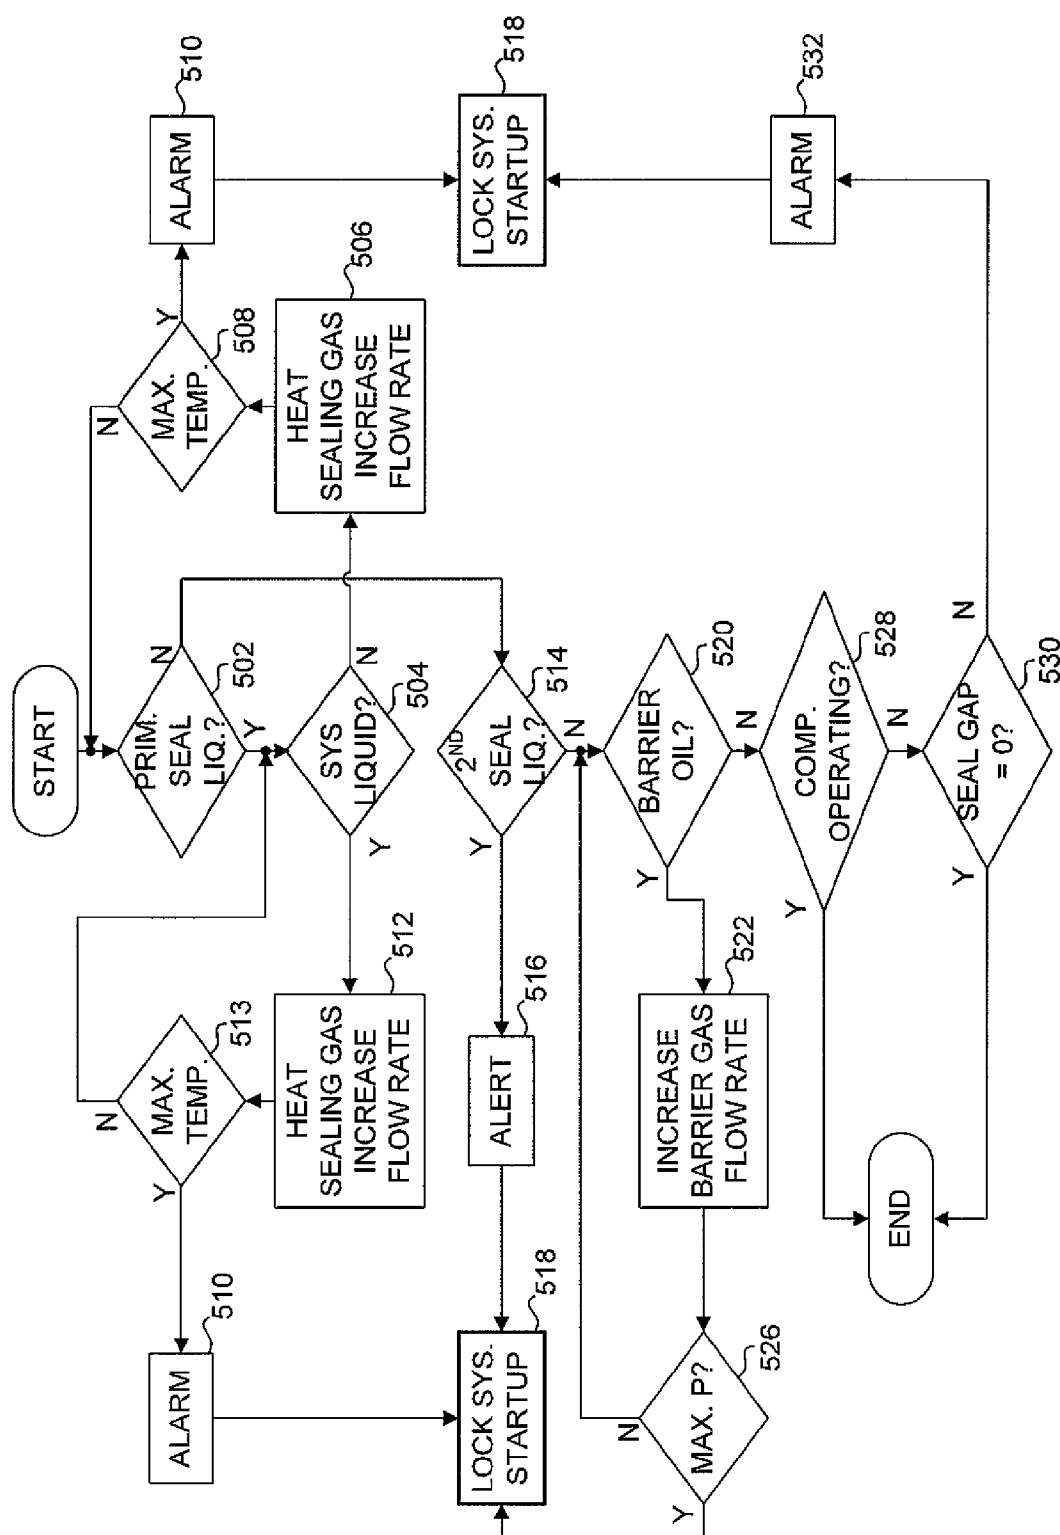 START
PRIM.
SEAL
LIQ.?
502
Y
N
SYS
LIQUID?
504
Y
N
HEAT
SEALING GAS
INCREASE
FLOW RATE
506
MAX.
TEMP.
508
N
Y
ALARM
510
LOCK SYS.
STARTUP
518
HEAT
SEALING GAS
INCREASE
FLOW RATE
512
MAX.
TEMP.
513
N
Y
ALARM
510
2ND
SEAL
LIQ.?
514
Y
N
ALERT
516
LOCK SYS.
STARTUP
518
BARRIER
OIL?
520
Y
N
INCREASE
BARRIER GAS
FLOW RATE
522
MAX. P?
526
N
Y
COMP.
OPERATING?
528
Y
N
SEAL GAP
= 0?
530
Y
N
ALARM
532
END